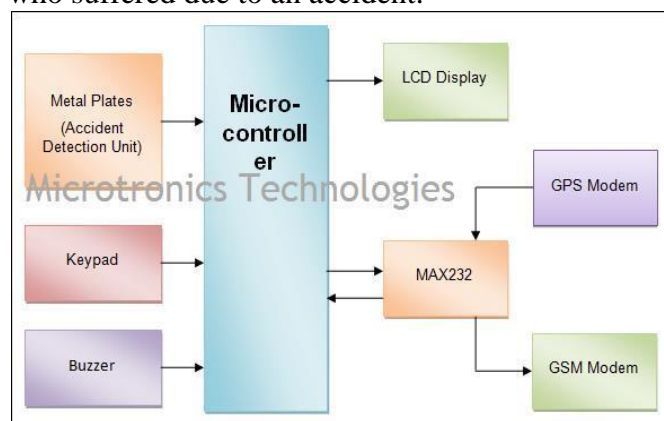 who suffered due to an accident.
Metal Plates
(Accident
Detection Unit)
Micro-
controll
er
LCD Display
Microtronics Technologies
GPS Modem
Keypad
MAX232
Buzzer
GSM Modem